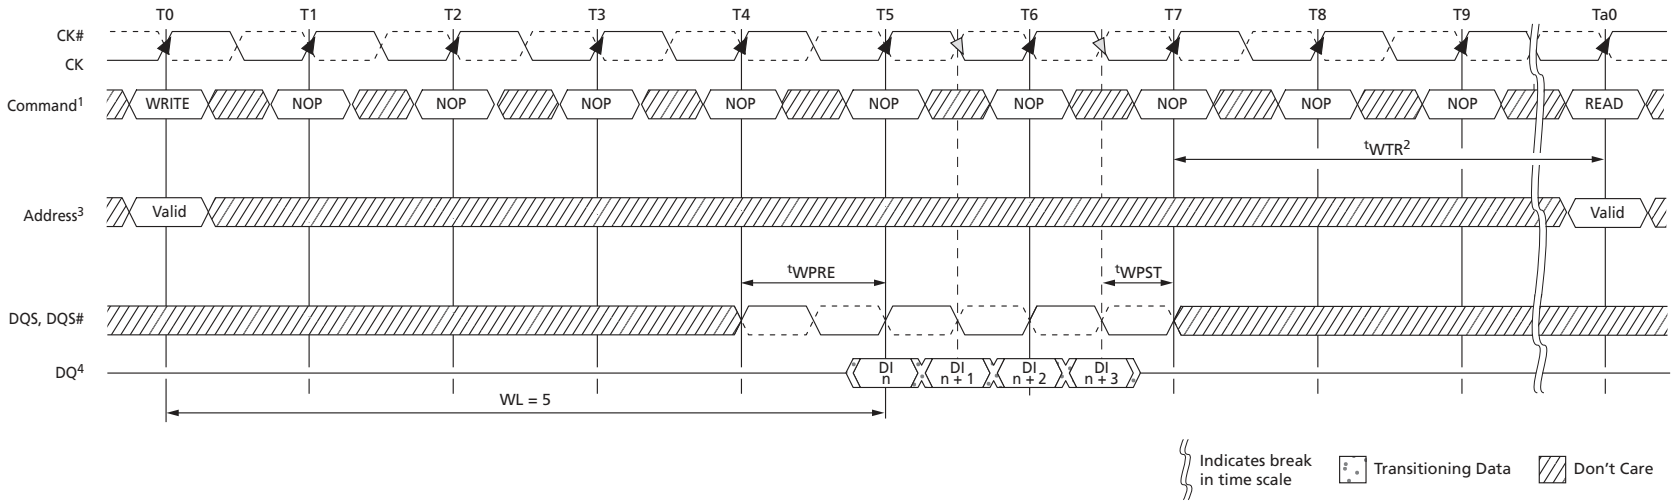 T0 T1 T2 T3 T4 T5 T6 T7 T8 T9 Ta0
CK#
CK
Command1 WRITE NOP NOP NOP NOP NOP NOP NOP NOP NOP READ
tWTR2
Address3 Valid Valid
tWPRE tWPST
DQS, DQS#
DQ4 DI DI DI DI
n n + 1 n + 2 n + 3
WL = 5
Indicates break
in time scale
Transitioning Data
Don't Care